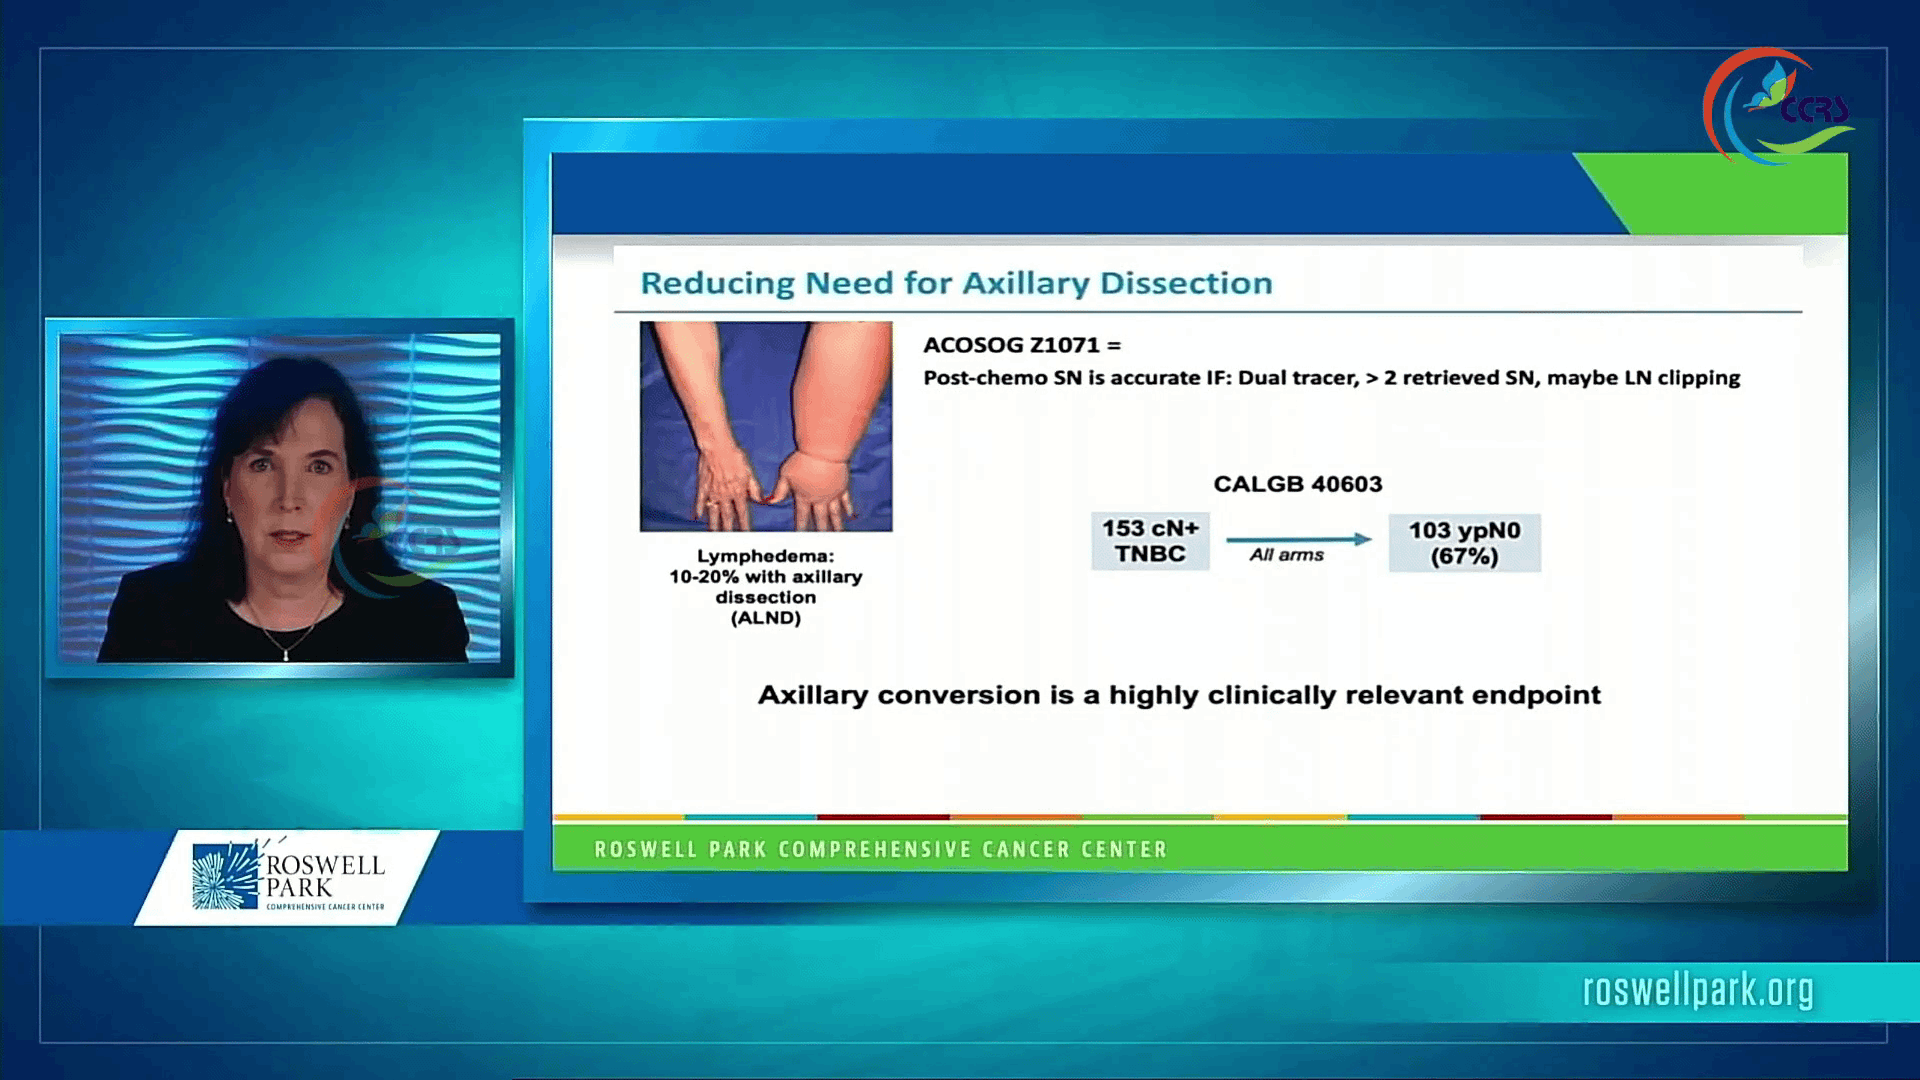 CCRS
Reducing Need for Axillary Dissection
ACOSOG Z1071 =
Post-chemo SN is accurate IF: Dual tracer, > 2 retrieved SN, maybe LN clipping
CALGB 40603
153 cN+
TNBC
All arms
103 ypN0
(67%)
Lymphedema:
10-20% with axillary
dissection
(ALND)
Axillary conversion is a highly clinically relevant endpoint
ROSWELL PARK COMPREHENSIVE CANCER CENTER
CCRS
ROSWELL
PARK
COMPREHENSIVE CANCER CENTER
roswellpark.org